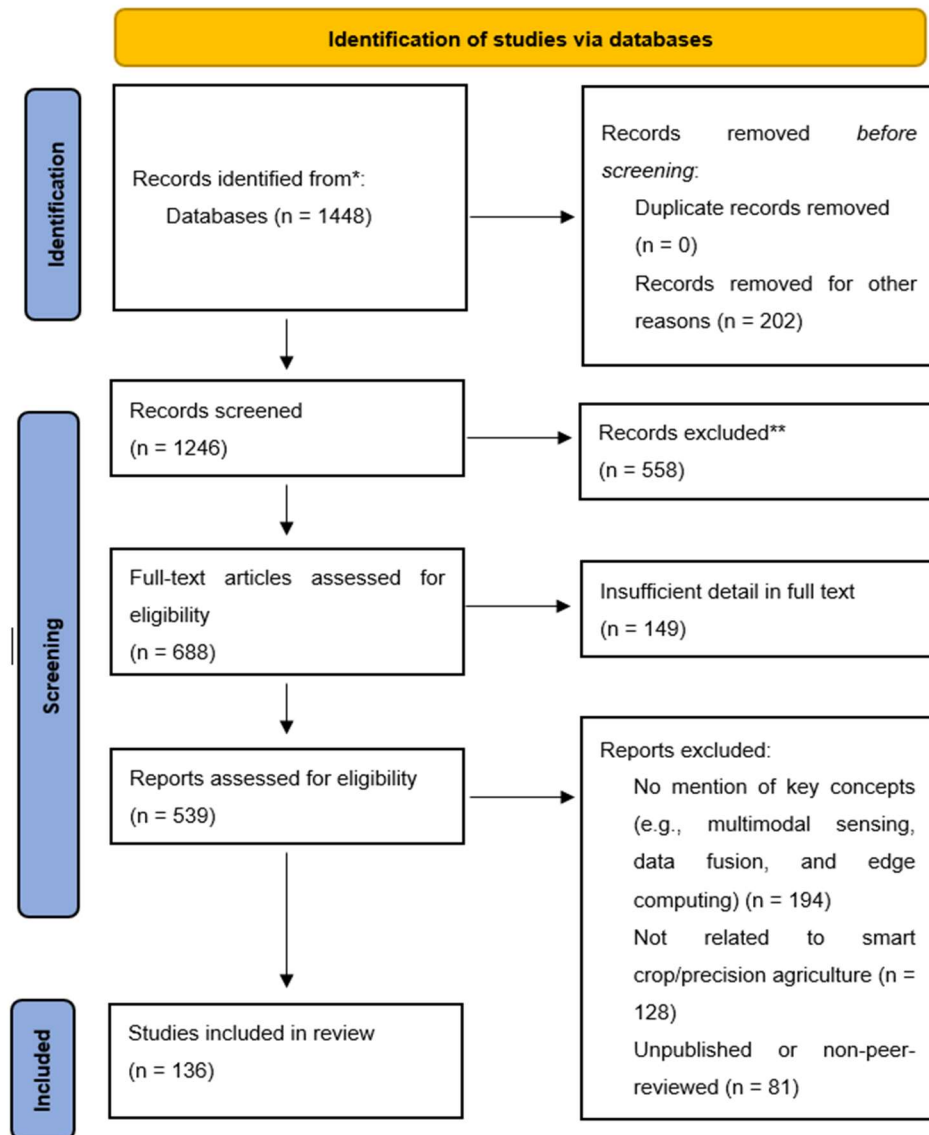 Identification of studies via databases
Identification
Records identified from*:
Databases (n = 1448)
Records removed before
screening:
Duplicate records removed
(n = 0)
Records removed for other
reasons (n = 202)
Screening
Records screened
(n = 1246)
Records excluded**
(n = 558)
Full-text articles assessed for
eligibility
(n = 688)
Insufficient detail in full text
(n = 149)
Reports assessed for eligibility
(n = 539)
Reports excluded:
No mention of key concepts
(e.g., multimodal sensing,
data fusion, and edge
computing) (n = 194)
Not related to smart
crop/precision agriculture (n =
128)
Unpublished or non-peer-
reviewed (n = 81)
Included
Studies included in review
(n = 136)